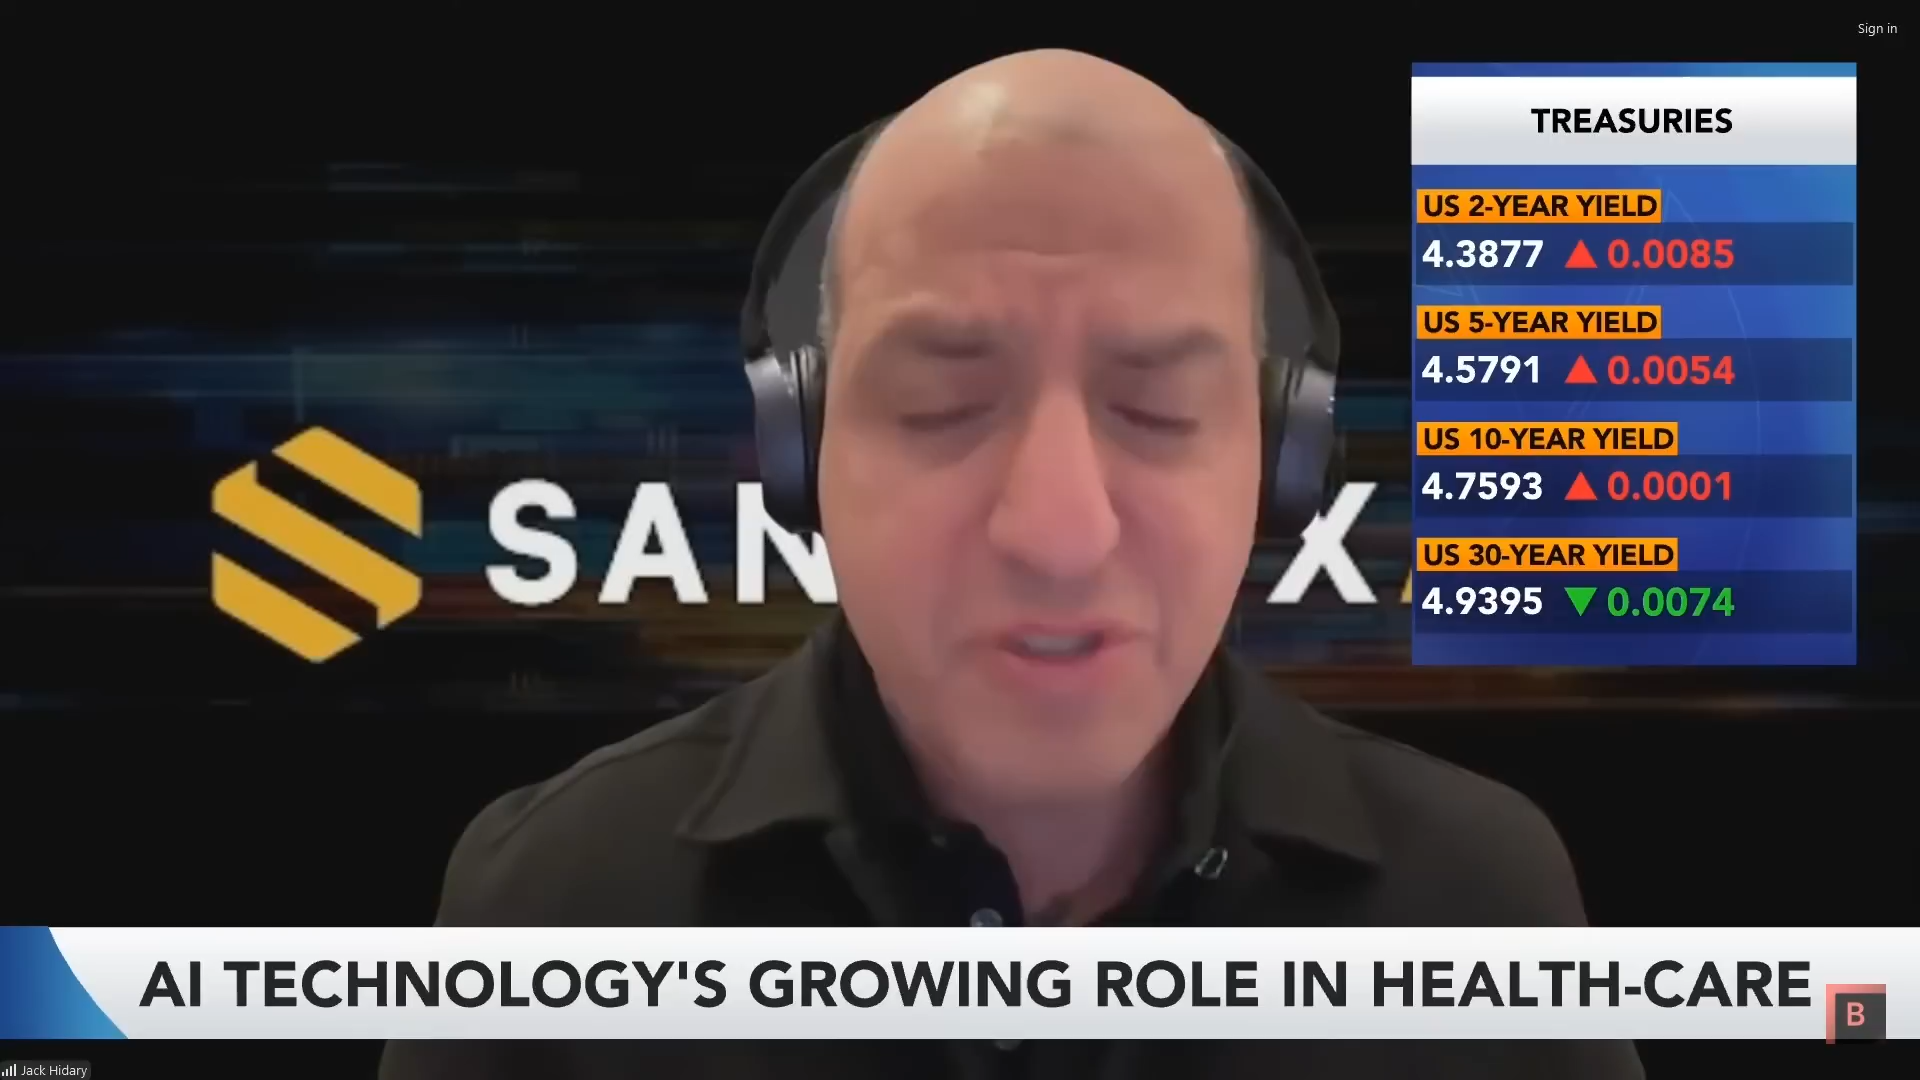 Sign in
TREASURIES
US 2-YEAR YIELD
4.3877 ▲ 0.0085
US 5-YEAR YIELD
4.5791 ▲ 0.0054
US 10-YEAR YIELD
4.7593 ▲ 0.0001
US 30-YEAR YIELD
4.9395 ▼ 0.0074
SAN X
AI TECHNOLOGY'S GROWING ROLE IN HEALTH-CARE
B
Jack Hidary